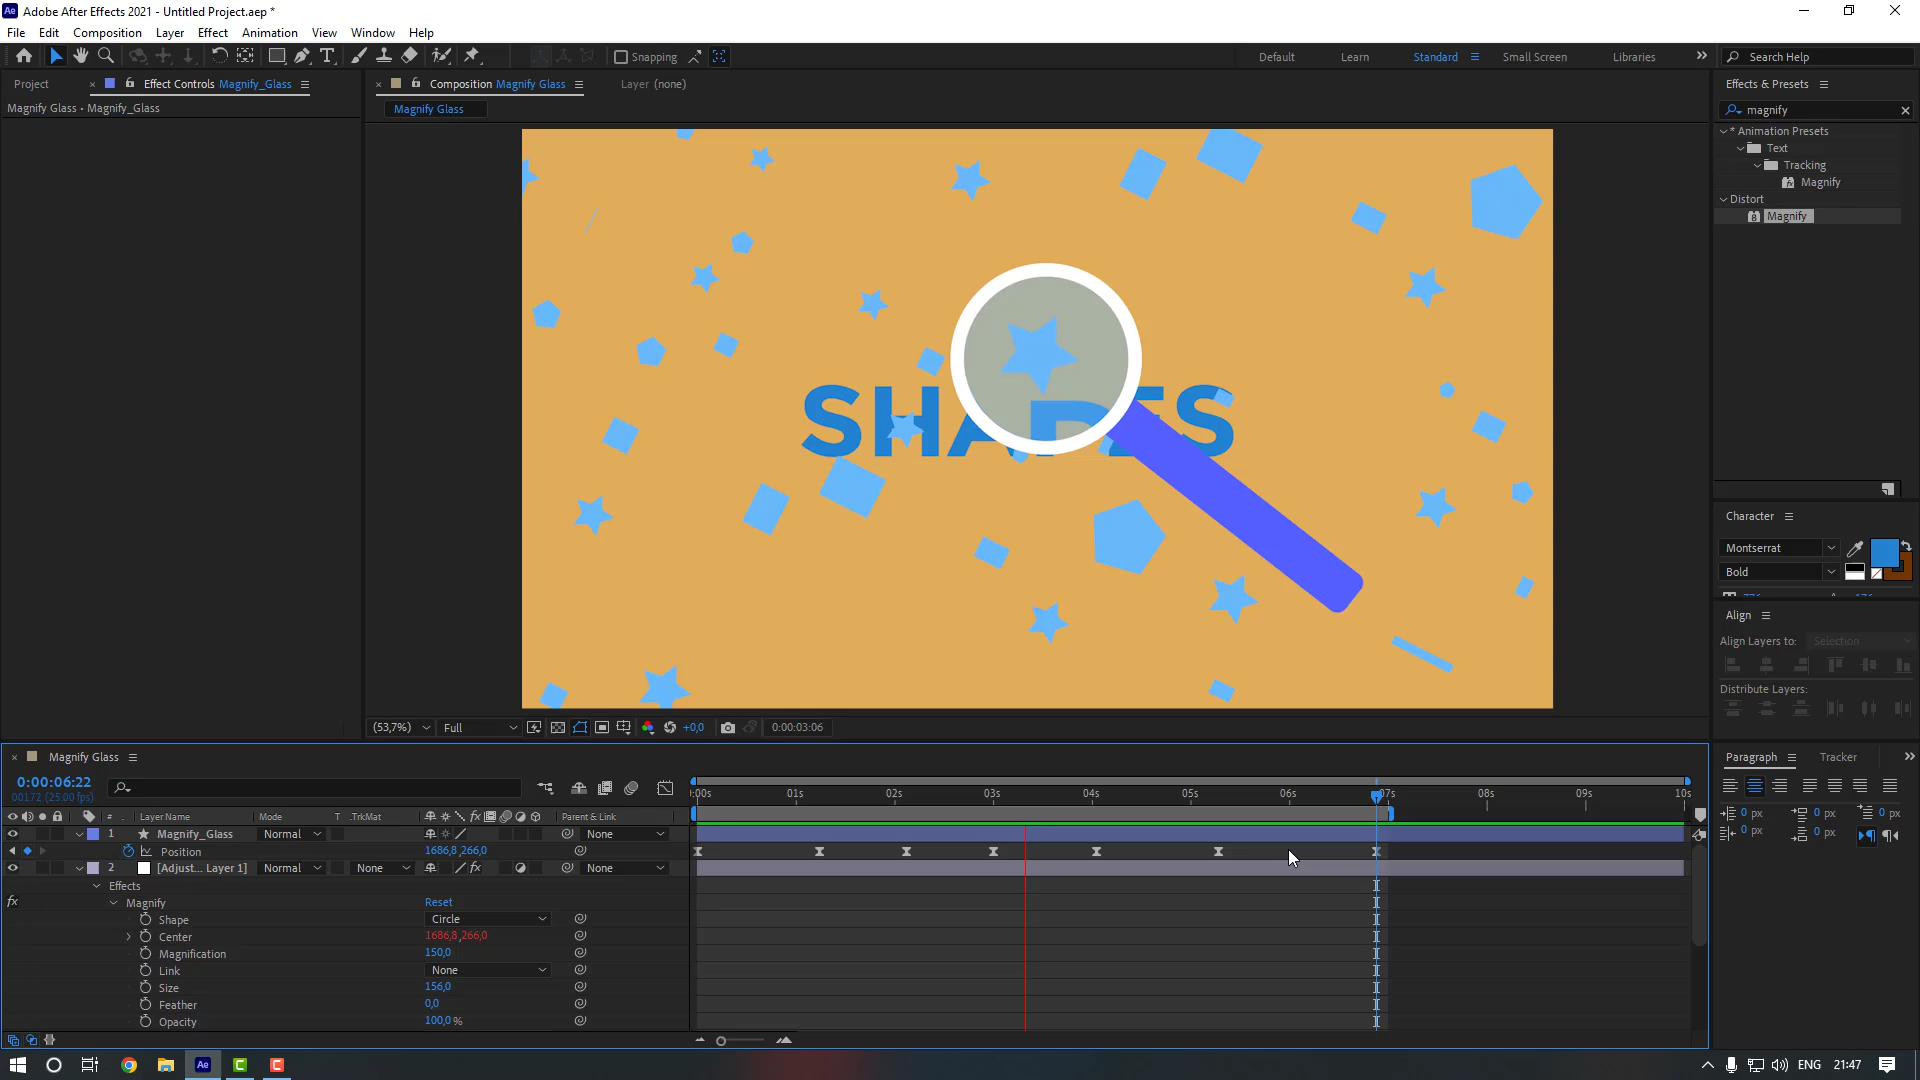 Adobe After Effects 2021 - Untitled Project.aep *
File Edit Composition Layer Effect Animation View Window Help
Snapping
Default Learn Standard Small Screen Libraries
Search Help
Project
Effect Controls Magnify_Glass
Composition Magnify Glass
Layer (none)
Effects & Presets
Magnify Glass • Magnify_Glass
Magnify Glass
magnify
* Animation Presets
Text
Tracking
Magnify
Distort
Magnify
SHAPES
Character
Montserrat
Bold
Align
Align Layers to: Selection
Distribute Layers:
(53,7%) Full +0,0 0:00:03:06
Magnify Glass
Paragraph Tracker
0:00:06:22
00172 (25.00 fps)
:00s 01s 02s 03s 04s 05s 06s 07s 08s 09s 10s
# Layer Name Mode T .TrkMat Parent & Link
1 Magnify_Glass Normal None
Position 1686,8,266,0
2 [Adjust... Layer 1] Normal None None
Effects
Magnify Reset
Shape Circle
Center 1686,8,266,0
Magnification 150,0
Link None
Size 156,0
Feather 0,0
Opacity 100,0 %
0 px 0 px 0 px
0 px 0 px
ENG 21:47